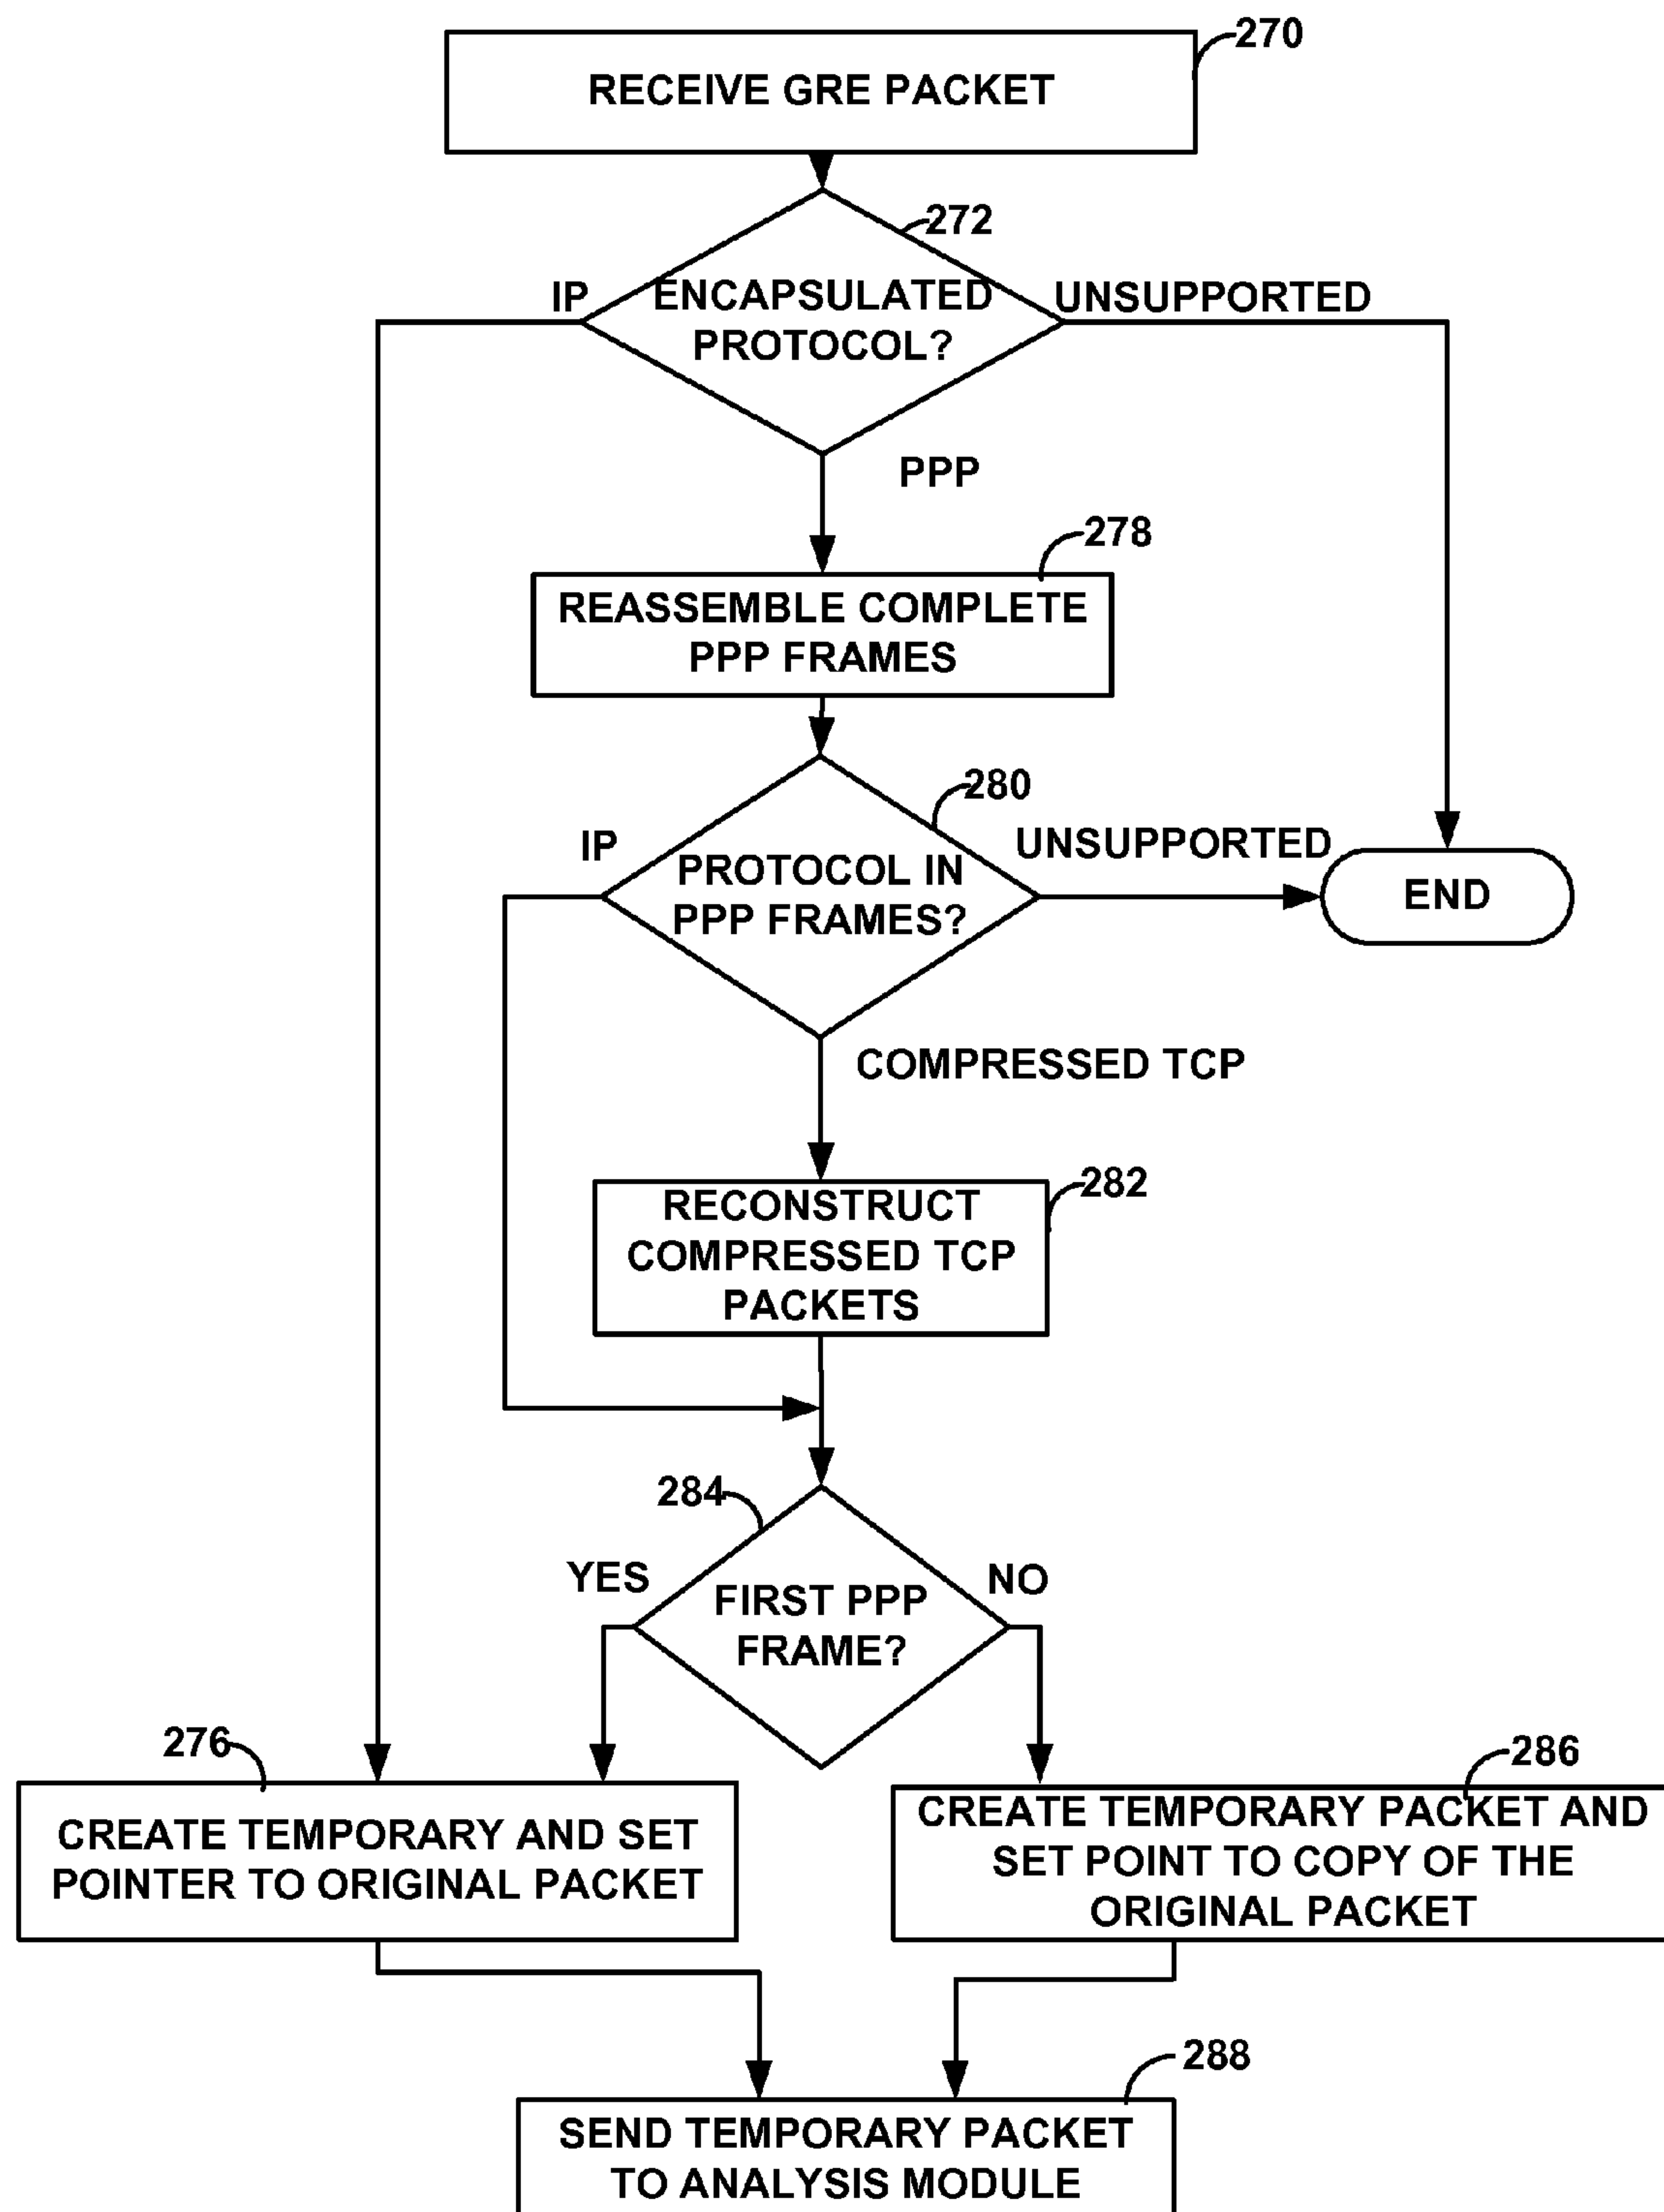 270
RECEIVE GRE PACKET
272
IP
ENCAPSULATED
PROTOCOL?
UNSUPPORTED
PPP
278
REASSEMBLE COMPLETE
PPP FRAMES
280
IP
PROTOCOL IN
PPP FRAMES?
UNSUPPORTED
END
COMPRESSED TCP
282
RECONSTRUCT
COMPRESSED TCP
PACKETS
284
YES
FIRST PPP
FRAME?
NO
276
CREATE TEMPORARY AND SET
POINTER TO ORIGINAL PACKET
286
CREATE TEMPORARY PACKET AND
SET POINT TO COPY OF THE
ORIGINAL PACKET
288
SEND TEMPORARY PACKET
TO ANALYSIS MODULE